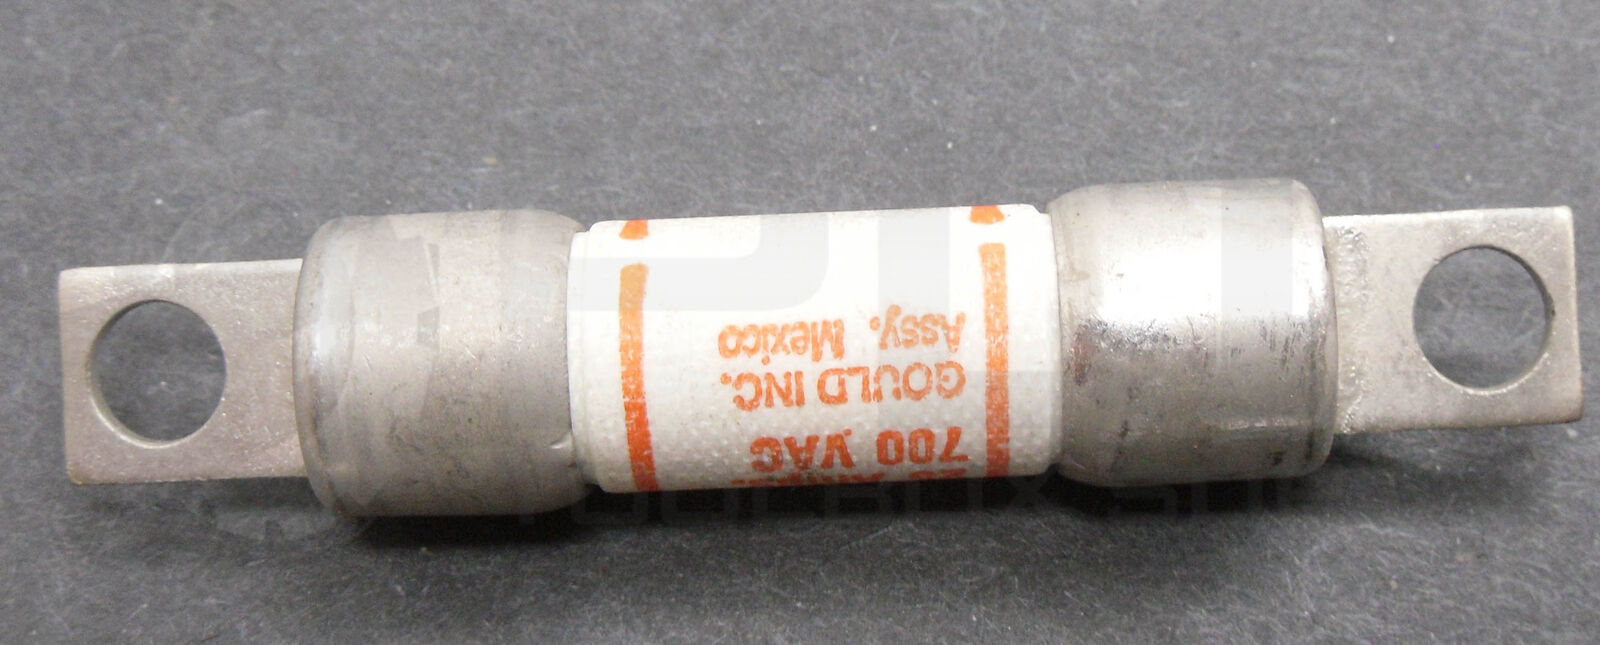 700 VAC
GOULD INC.
Assy. Mexico